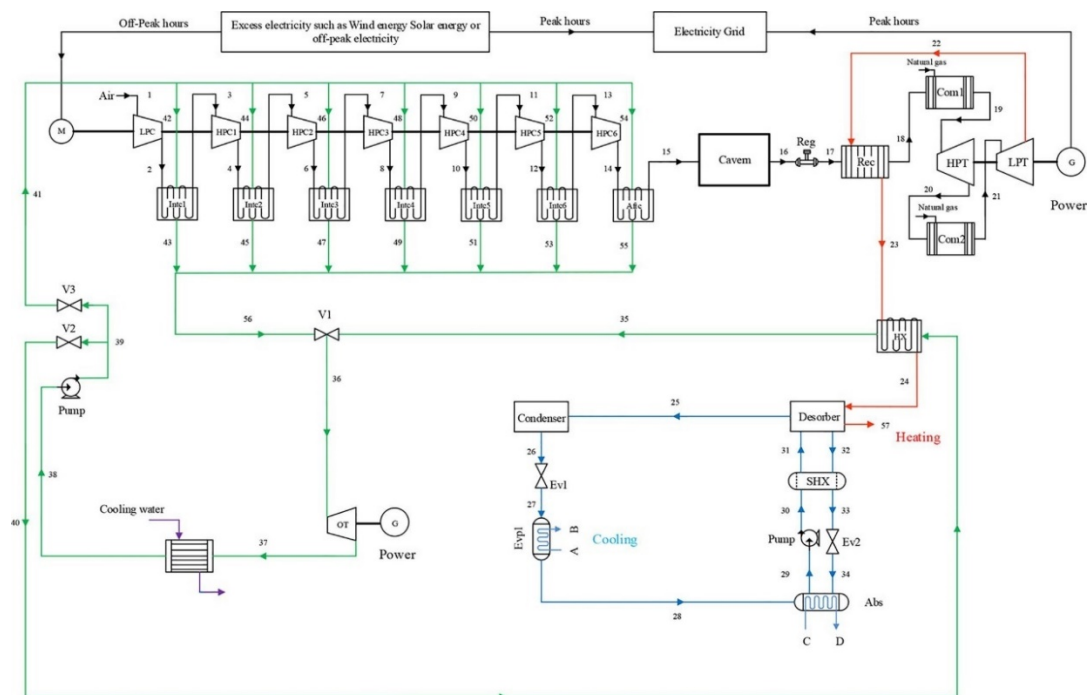 Off-Peak hours
Excess electricity such as Wind energy Solar energy or
off-peak electricity
Peak hours
Electricity Grid
Peak hours
22
Natural gas
Com1
Air
1
3
5
7
9
11
13
42
44
46
48
50
52
54
M
LPC
HPC1
HPC2
HPC3
HPC4
HPC5
HPC6
2
4
6
8
10
12
14
15
Cavern
16
Reg
17
Rec
18
19
HPT
LPT
G
Power
20
21
Natural gas
Com2
Intc1
Intc2
Intc3
Intc4
Intc5
Intc6
Aftc
41
43
45
47
49
51
53
55
23
V3
V2
39
Pump
56
V1
35
HX
36
24
38
Condenser
25
Desorber
57
Heating
26
Ev1
27
31
32
SHX
30
33
40
Cooling water
OT
G
Power
37
Evp1
B
A
Cooling
Pump
Ev2
29
34
28
Abs
C
D